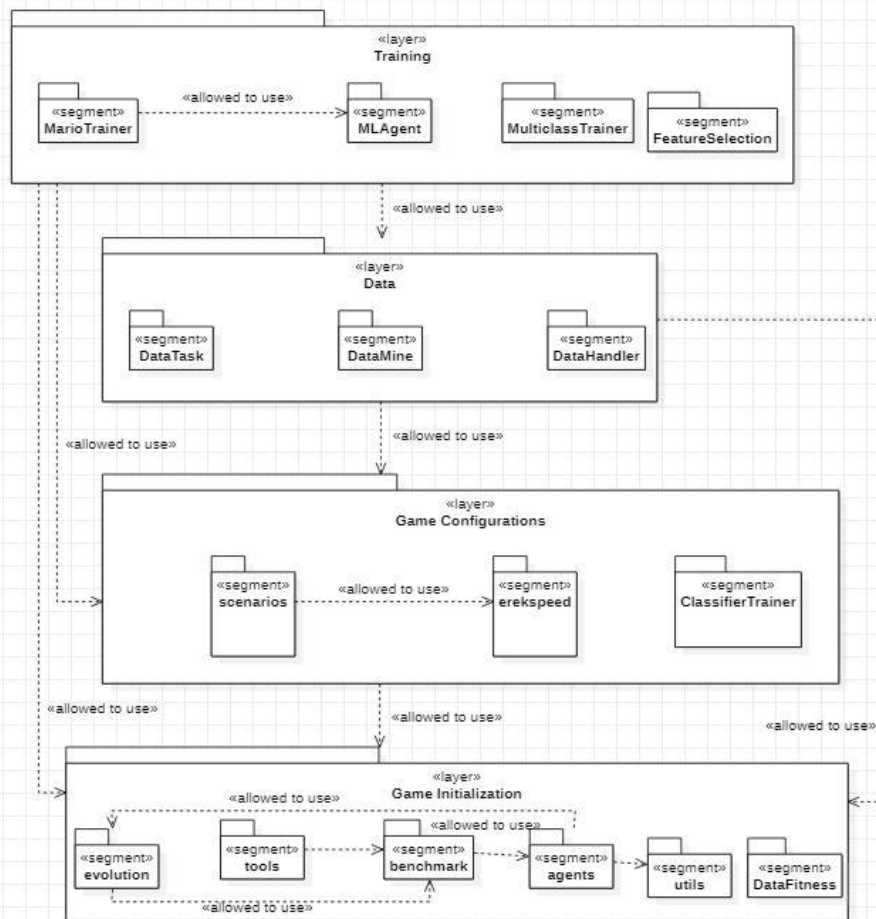 «layer»
Training
«allowed to use»
«segment»
MarioTrainer
«segment»
MLAgent
«segment»
MulticlassTrainer
«segment»
FeatureSelection
«allowed to use»
«layer»
Data
«segment»
DataTask
«segment»
DataMine
«segment»
DataHandler
«allowed to use»
«allowed to use»
«layer»
Game Configurations
«segment»
scenarios
«allowed to use»
«segment»
erekspeed
«segment»
ClassifierTrainer
«allowed to use»
«allowed to use»
«allowed to use»
«layer»
Game Initialization
«allowed to use»
«allowed to use»
«segment»
evolution
«segment»
tools
«segment»
benchmark
«segment»
agents
«segment»
utils
«segment»
DataFitness
«allowed to use»